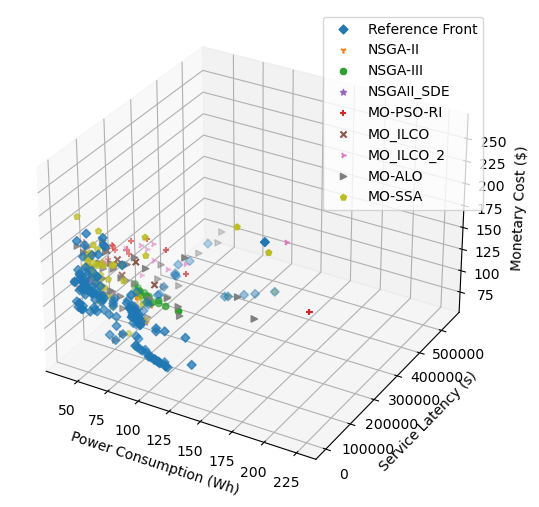 Reference Front
NSGA-II
NSGA-III
NSGAII_SDE
MO-PSO-RI
MO_ILCO
MO_ILCO_2
MO-ALO
MO-SSA
250
225
200
175
150
125
100
75
Monetary Cost ($)
500000
400000
300000
200000
100000
0
Service Latency (s)
50
75
100
125
150
175
200
225
Power Consumption (Wh)